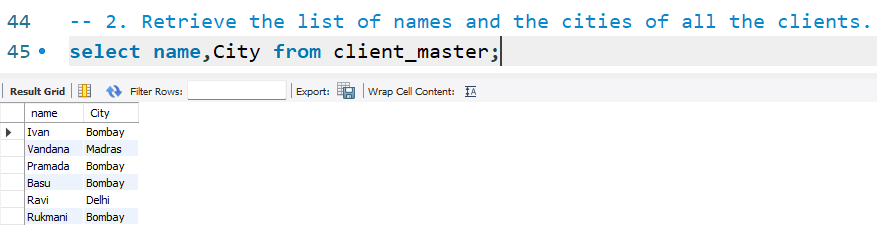 44 -- 2. Retrieve the list of names and the cities of all the clients.
45 select name,City from client_master;
Result Grid Filter Rows: Export: Wrap Cell Content: IA
name City
Ivan Bombay
Vandana Madras
Pramada Bombay
Basu Bombay
Ravi Delhi
Rukmani Bombay